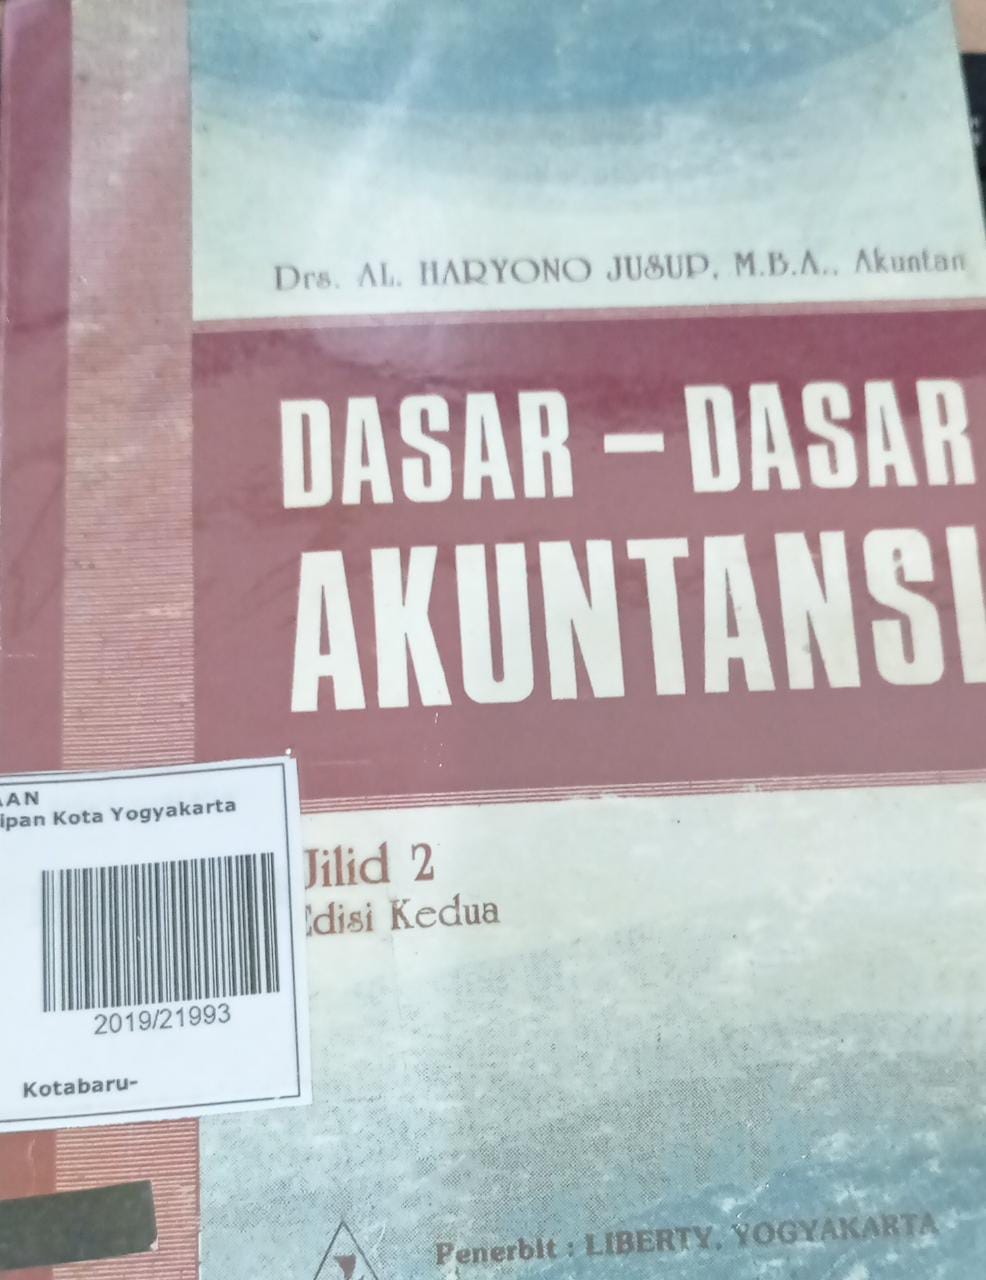 Drs. AL. HARYONO JUSUP, M.B.A., Akuntan
DASAR – DASAR
AKUNTANSI
AAN
ipan Kota Yogyakarta
2019/21993
Kotabaru-
Jilid 2
Edisi Kedua
Penerbit : LIBERTY, YOGYAKARTA